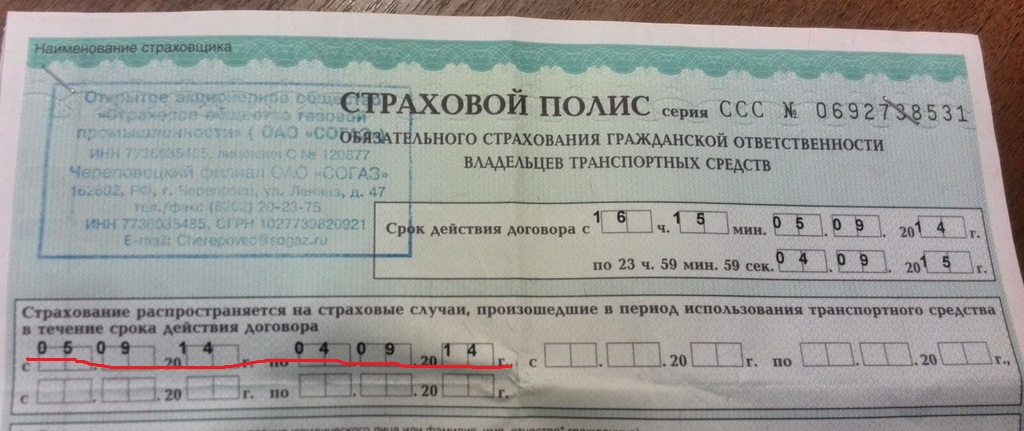 Наименование страховщика
Открытое акционерное общество
«Страховое общество газовой
промышленности» ( ОАО «СОГАЗ»
ИНН 7736035485, лицензия С № 120877
Череповецкий филиал ОАО «СОГАЗ»
162602, РФ, г. Череповец, ул. Ленина, д. 47
тел./факс (8202) 20-23-75
ИНН 7736035485, ОГРН 1027739820921
E-mail: Cherepovec@sogaz.ru
СТРАХОВОЙ ПОЛИС серия ССС № 0692738531
ОБЯЗАТЕЛЬНОГО СТРАХОВАНИЯ ГРАЖДАНСКОЙ ОТВЕТСТВЕННОСТИ
ВЛАДЕЛЬЦЕВ ТРАНСПОРТНЫХ СРЕДСТВ
Срок действия договора с 16 ч. 15 мин. 05.09.2014 г.
по 23 ч. 59 мин. 59 сек. 04.09.2015 г.
Страхование распространяется на страховые случаи, произошедшие в период использования транспортного средства
в течение срока действия договора
с 05.09.2014 г. по 04.09.2014 г., с . .20 г. по . .20 г.,
с . .20 г. по . .20 г.